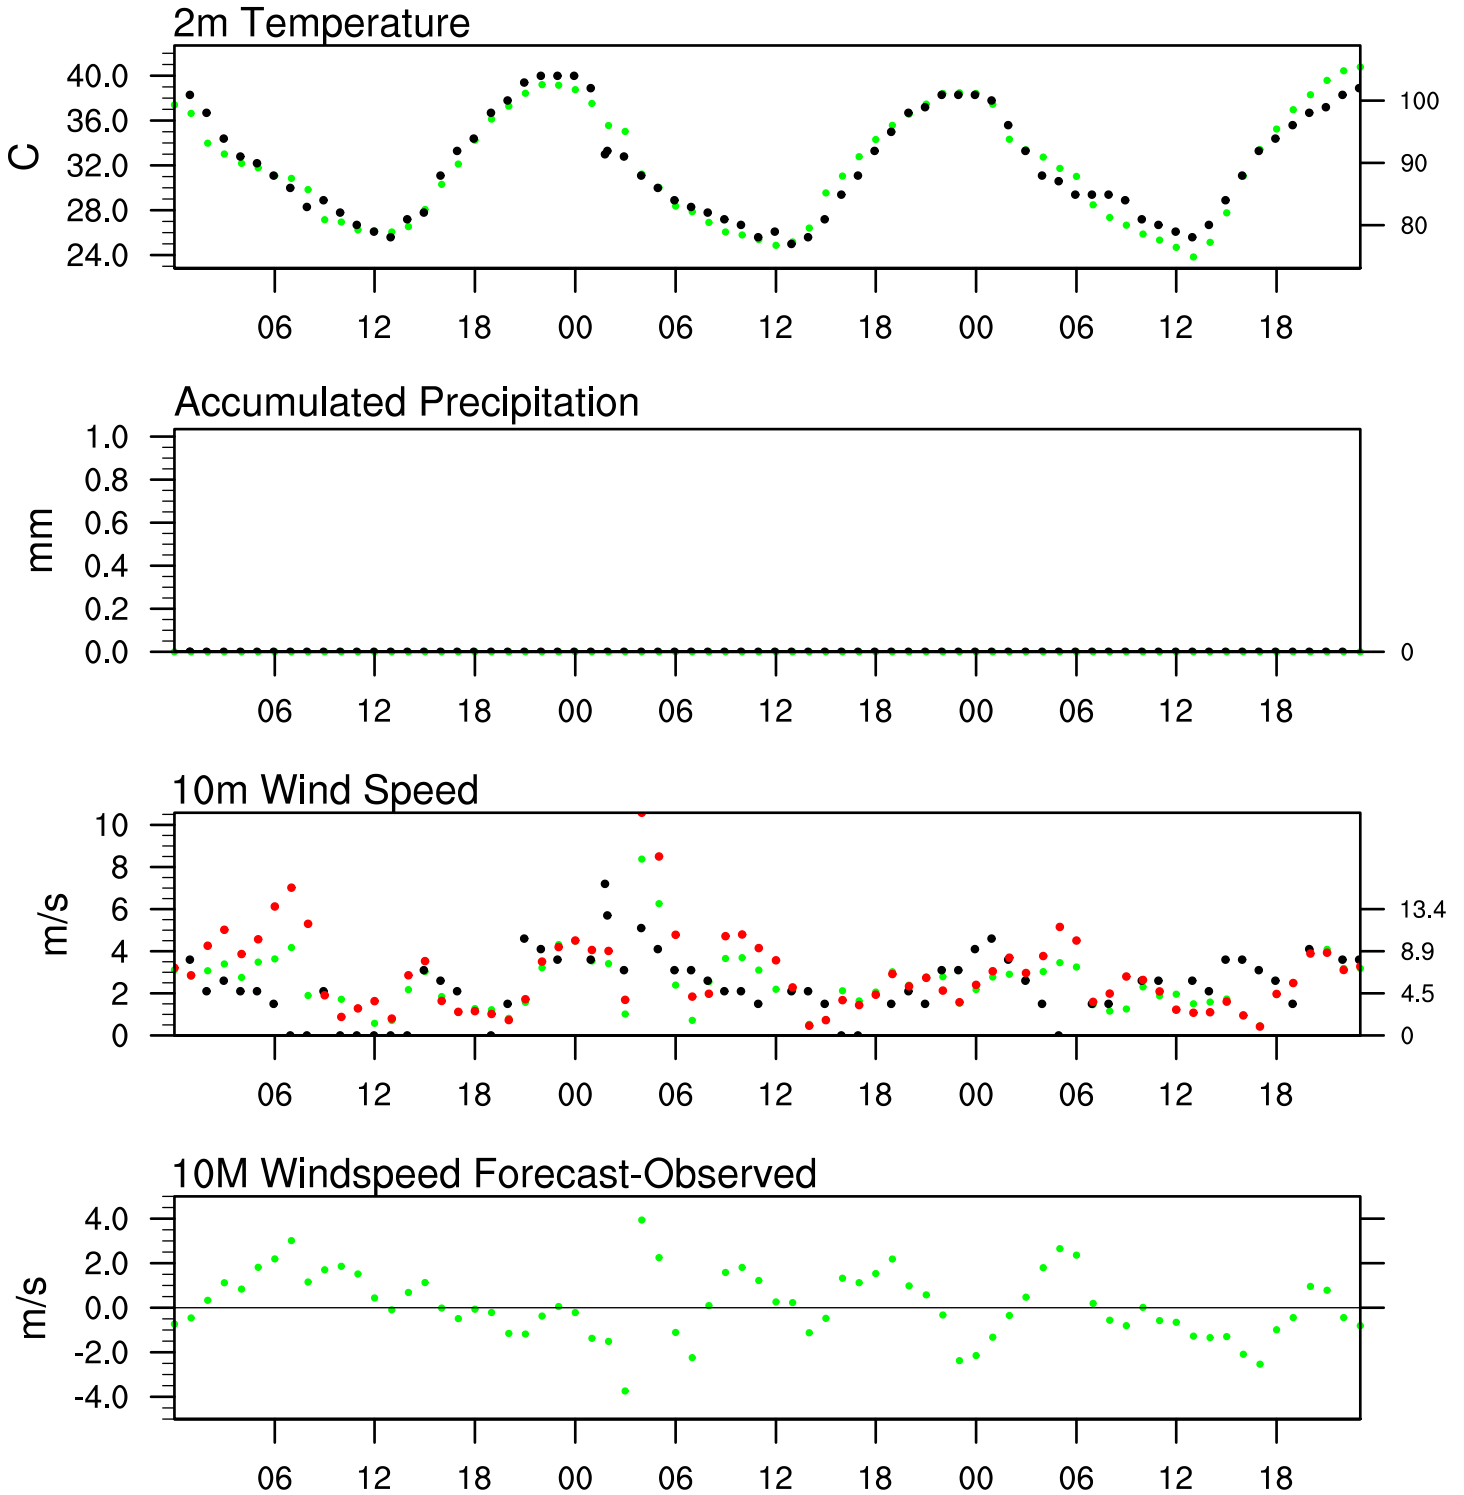 2m Temperature
40.0
36.0
32.0
28.0
24.0
C
100
90
80
06 12 18 00 06 12 18 00 06 12 18
Accumulated Precipitation
1.0
0.8
0.6
0.4
0.2
0.0
mm
0
06 12 18 00 06 12 18 00 06 12 18
10m Wind Speed
10
8
6
4
2
0
m/s
13.4
8.9
4.5
0
06 12 18 00 06 12 18 00 06 12 18
10M Windspeed Forecast-Observed
4.0
2.0
0.0
-2.0
-4.0
m/s
06 12 18 00 06 12 18 00 06 12 18